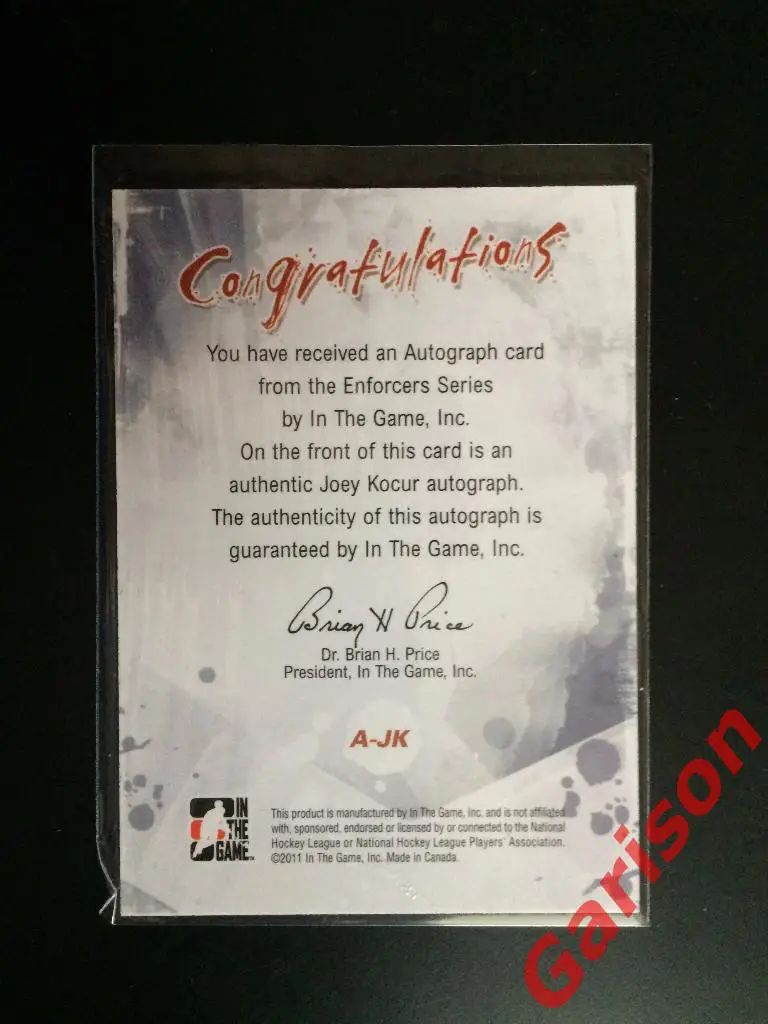 Congratulations
You have received an Autograph card
from the Enforcers Series
by In The Game, Inc.
On the front of this card is an
authentic Joey Kocur autograph.
The authenticity of this autograph is
guaranteed by In The Game, Inc.
Brian H Price
Dr. Brian H. Price
President, In The Game, Inc.
A-JK
IN
THE
GAME™
This product is manufactured by In The Game, Inc. and is not affiliated
with, sponsored, endorsed or licensed by or connected to the National
Hockey League or National Hockey League Players' Association.
©2011 In The Game, Inc. Made in Canada.
Garison